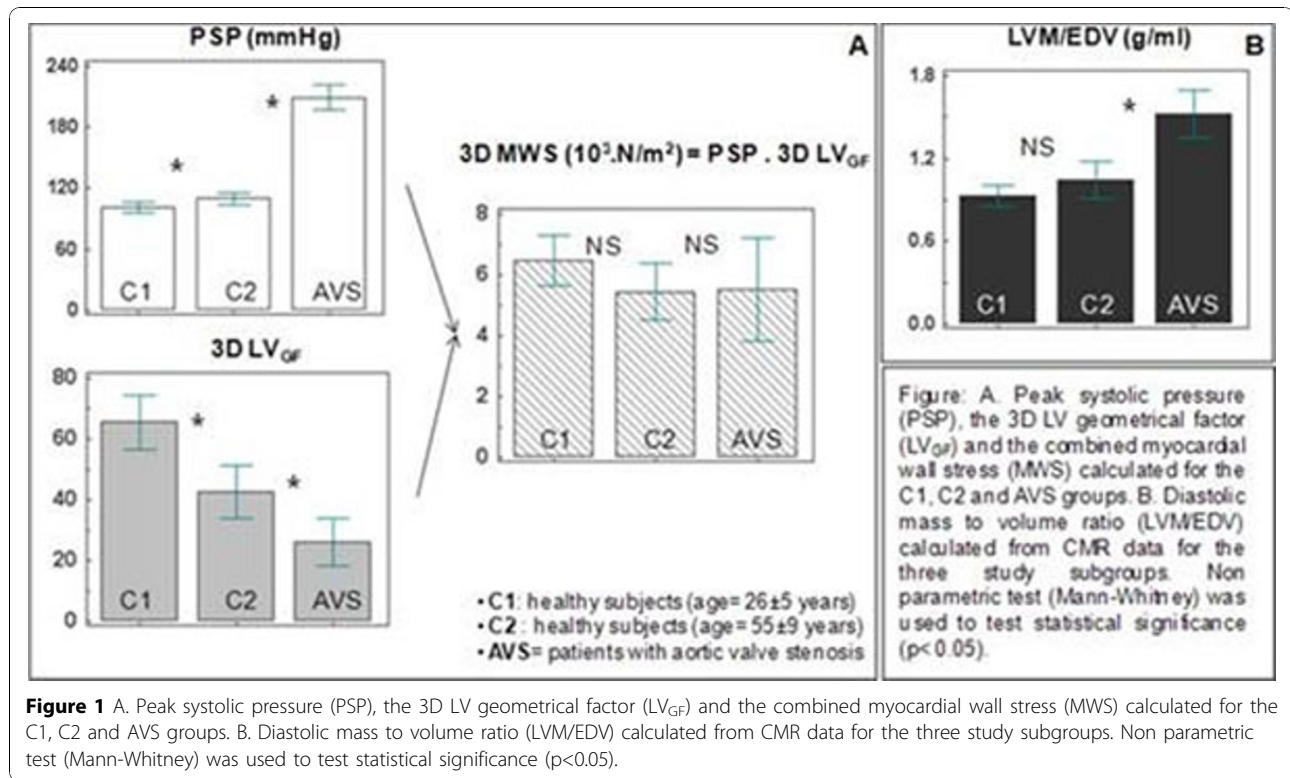 PSP (mmHg)
A
240
180
120
60
0
*
*
C1 C2 AVS
3D LV_GF
80
60
40
20
0
*
*
C1 C2 AVS
3D MWS (10³.N/m²) = PSP . 3D LV_GF
8
6
4
2
0
NS NS
C1 C2 AVS
• C1: healthy subjects (age= 26±5 years)
• C2 : healthy subjects (age= 55±9 years)
• AVS= patients with aortic valve stenosis
LVM/EDV (g/ml)
B
1.8
1.2
0.6
0.0
NS
*
C1 C2 AVS
Figure: A. Peak systolic pressure
(PSP), the 3D LV geometrical factor
(LV_GF) and the combined myocardial
wall stress (MWS) calculated for the
C1, C2 and AVS groups. B. Diastolic
mass to volume ratio (LVM/EDV)
calculated from CMR data for the
three study subgroups. Non
parametric test (Mann-Whitney) was
used to test statistical significance
(p<0.05).
Figure 1 A. Peak systolic pressure (PSP), the 3D LV geometrical factor (LV_GF) and the combined myocardial wall stress (MWS) calculated for the
C1, C2 and AVS groups. B. Diastolic mass to volume ratio (LVM/EDV) calculated from CMR data for the three study subgroups. Non parametric
test (Mann-Whitney) was used to test statistical significance (p<0.05).